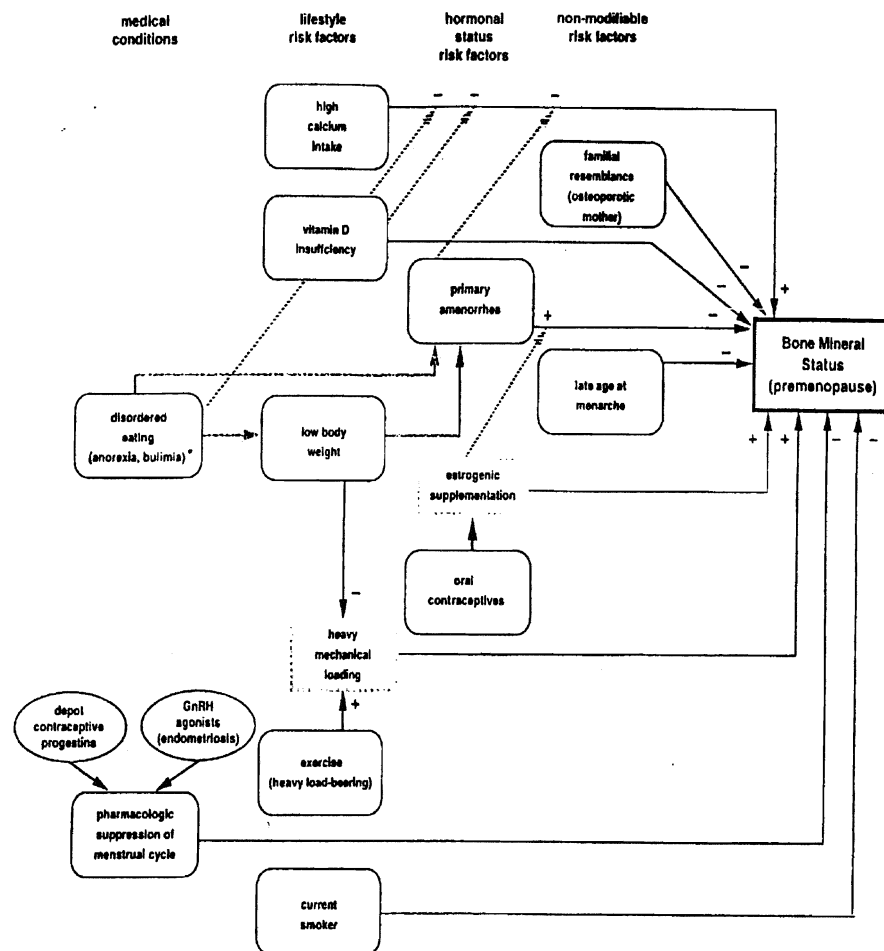 medical
conditions
lifestyle
risk factors
hormonal
status
risk factors
non-modifiable
risk factors
high
calcium
intake
familial
resemblance
(osteoporotic
mother)
vitamin D
insufficiency
primary
amenorrhea
Bone Mineral
Status
(premenopause)
late age at
menarche
disordered
eating
(anorexia, bulimia) *
low body
weight
estrogenic
supplementation
oral
contraceptives
heavy
mechanical
loading
depot
contraceptive
progestins
GnRH
agonists
(endometriosis)
exercise
(heavy load-bearing)
pharmacologic
suppression of
menstrual cycle
current
smoker